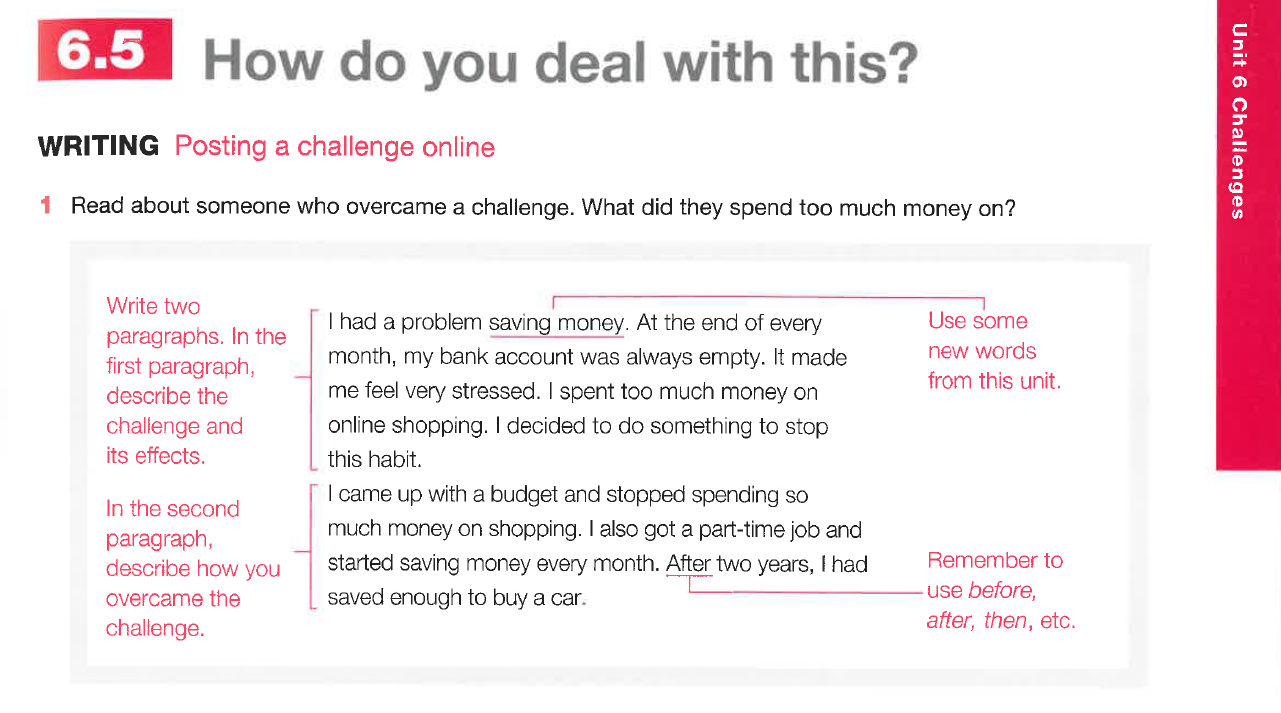 6.5 How do you deal with this?
WRITING Posting a challenge online
1 Read about someone who overcame a challenge. What did they spend too much money on?
Write two
paragraphs. In the
first paragraph,
describe the
challenge and
its effects.
In the second
paragraph,
describe how you
overcame the
challenge.
I had a problem saving money. At the end of every
month, my bank account was always empty. It made
me feel very stressed. I spent too much money on
online shopping. I decided to do something to stop
this habit.
I came up with a budget and stopped spending so
much money on shopping. I also got a part-time job and
started saving money every month. After two years, I had
saved enough to buy a car.
Use some
new words
from this unit.
Remember to
use before,
after, then, etc.
Unit 6 Challenges